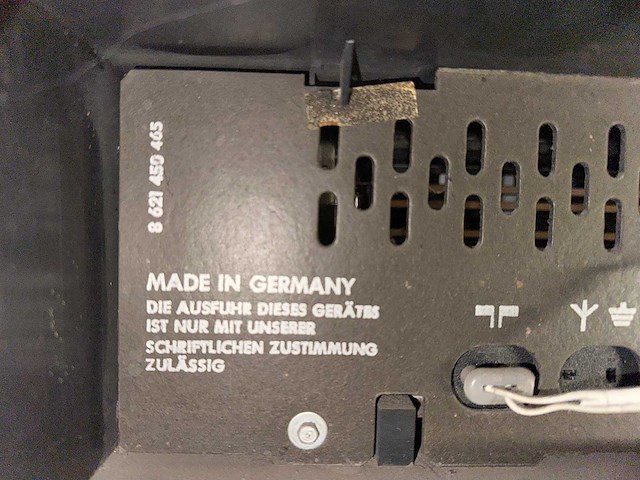 8 621 450 465
MADE IN GERMANY
DIE AUSFUHR DIESES GERÄTES
IST NUR MIT UNSERER
SCHRIFTLICHEN ZUSTIMMUNG
ZULÄSSIG